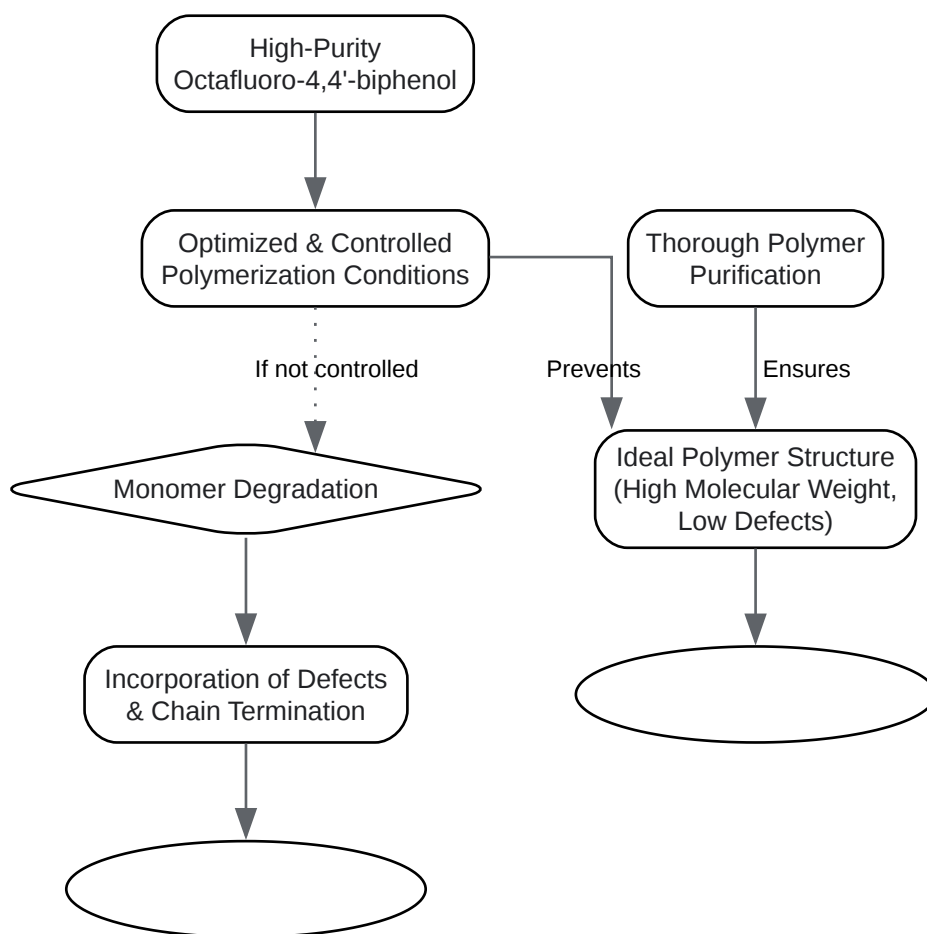 High-Purity
Octafluoro-4,4'-biphenol
Optimized & Controlled
Polymerization Conditions
Thorough Polymer
Purification
If not controlled
Prevents
Ensures
Monomer Degradation
Ideal Polymer Structure
(High Molecular Weight,
Low Defects)
Incorporation of Defects
& Chain Termination